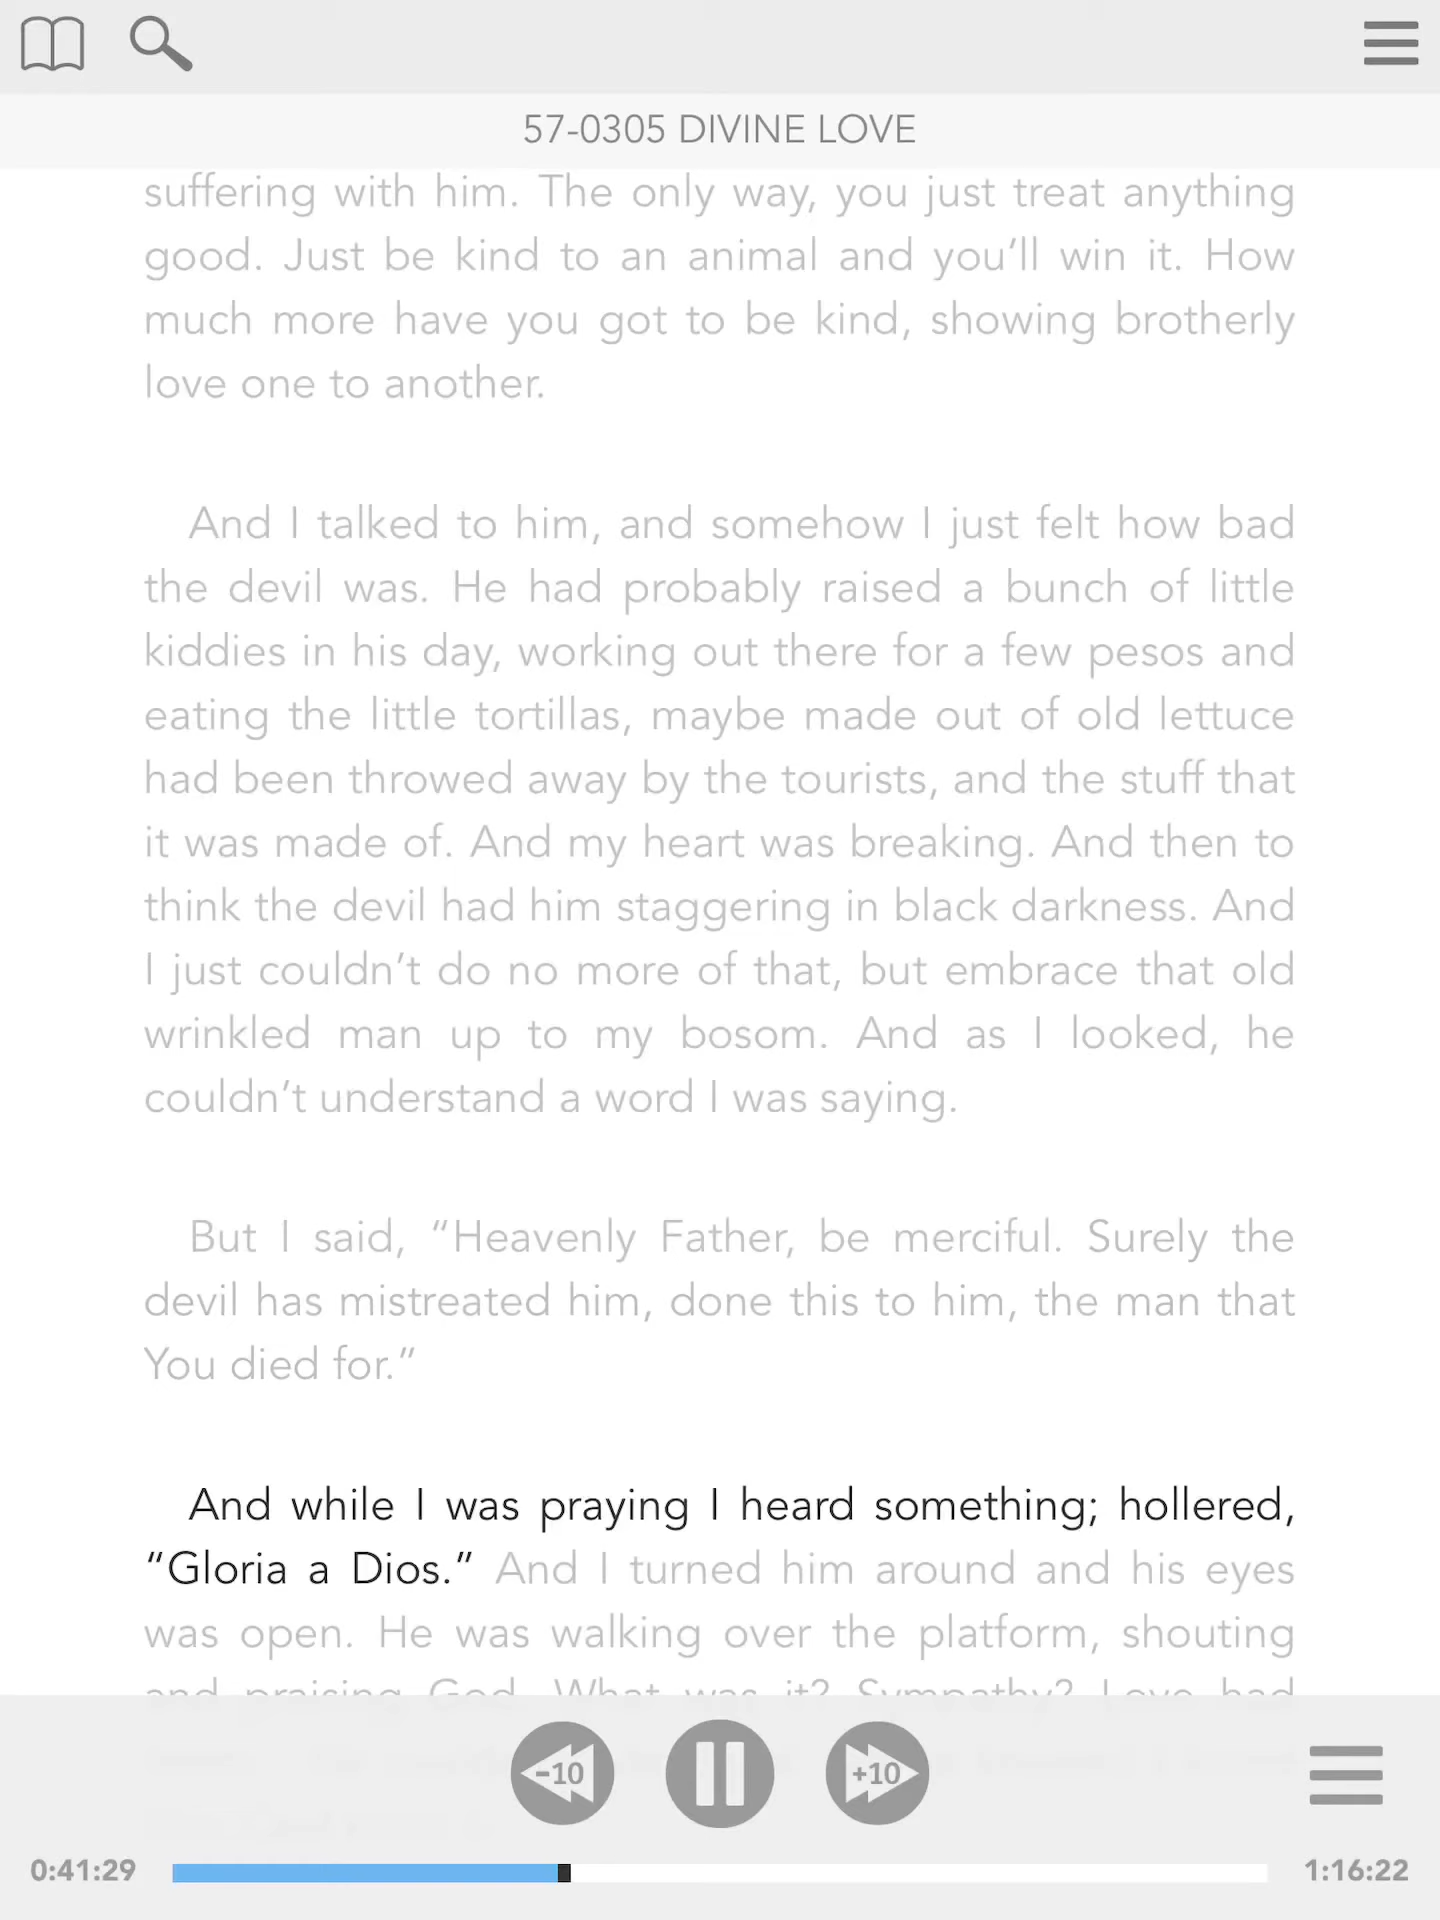 57-0305 DIVINE LOVE
suffering with him. The only way, you just treat anything
good. Just be kind to an animal and you’ll win it. How
much more have you got to be kind, showing brotherly
love one to another.
And I talked to him, and somehow I just felt how bad
the devil was. He had probably raised a bunch of little
kiddies in his day, working out there for a few pesos and
eating the little tortillas, maybe made out of old lettuce
had been throwed away by the tourists, and the stuff that
it was made of. And my heart was breaking. And then to
think the devil had him staggering in black darkness. And
I just couldn’t do no more of that, but embrace that old
wrinkled man up to my bosom. And as I looked, he
couldn’t understand a word I was saying.
But I said, “Heavenly Father, be merciful. Surely the
devil has mistreated him, done this to him, the man that
You died for.”
And while I was praying I heard something; hollered,
“Gloria a Dios.” And I turned him around and his eyes
was open. He was walking over the platform, shouting
and praising God. What was it? Sympathy? Love had
-10 +10
0:41:29 1:16:22